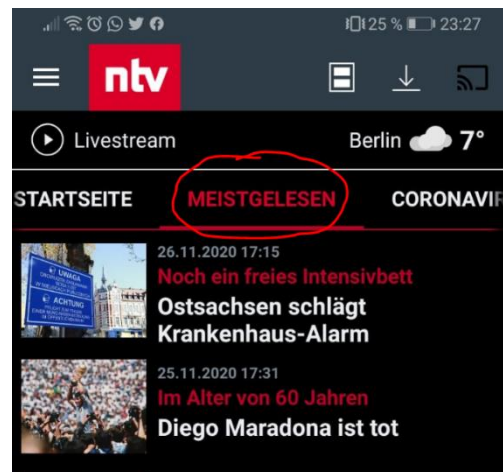 25 % 23:27
ntv
Livestream Berlin 7°
STARTSEITE MEISTGELESEN CORONAVIR
26.11.2020 17:15
Noch ein freies Intensivbett
Ostsachsen schlägt
Krankenhaus-Alarm
UWAGA
ACHTUNG
25.11.2020 17:31
Im Alter von 60 Jahren
Diego Maradona ist tot